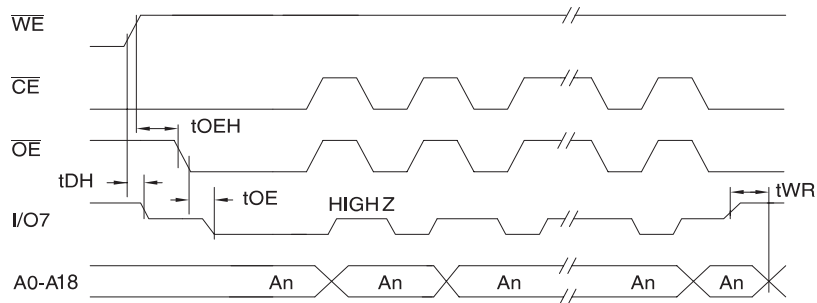 WE
CE
tOEH
OE
tDH
tOE
tWR
I/O7
HIGH Z
A0-A18
An
An
An
An
An